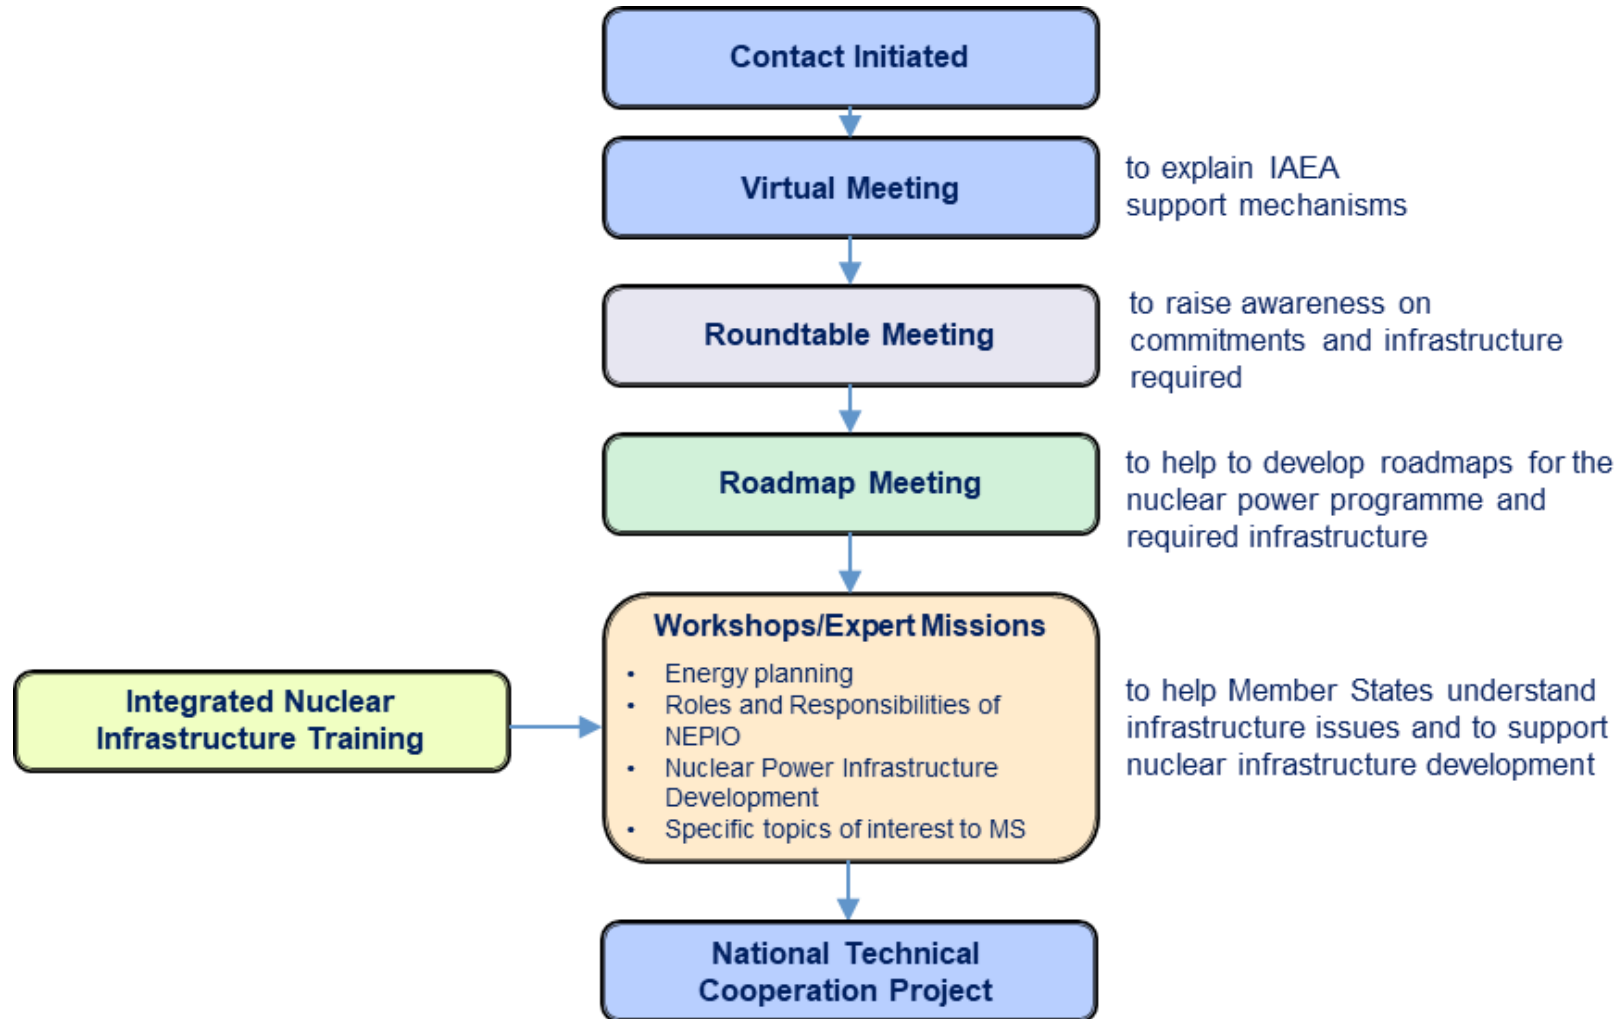 Contact Initiated
Virtual Meeting
to explain IAEA
support mechanisms
Roundtable Meeting
to raise awareness on
commitments and infrastructure
required
Roadmap Meeting
to help to develop roadmaps for the
nuclear power programme and
required infrastructure
Integrated Nuclear
Infrastructure Training
Workshops/Expert Missions
• Energy planning
• Roles and Responsibilities of
NEPIO
• Nuclear Power Infrastructure
Development
• Specific topics of interest to MS
to help Member States understand
infrastructure issues and to support
nuclear infrastructure development
National Technical
Cooperation Project